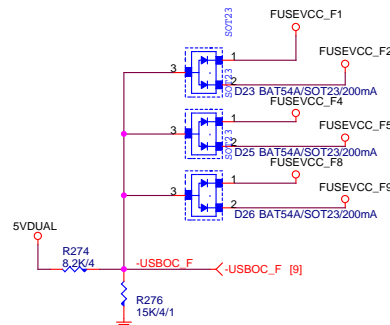 SOT23
FUSEVCC_F1
FUSEVCC_F2
1
3
2
D23 BAT54A/SOT23/200mA
SOT23
FUSEVCC_F4
FUSEVCC_F5
1
3
2
D25 BAT54A/SOT23/200mA
SOT23
FUSEVCC_F8
FUSEVCC_F9
1
3
2
D26 BAT54A/SOT23/200mA
5VDUAL
R274
8.2K/4
-USBOC_F
-USBOC_F [9]
R276
15K/4/1